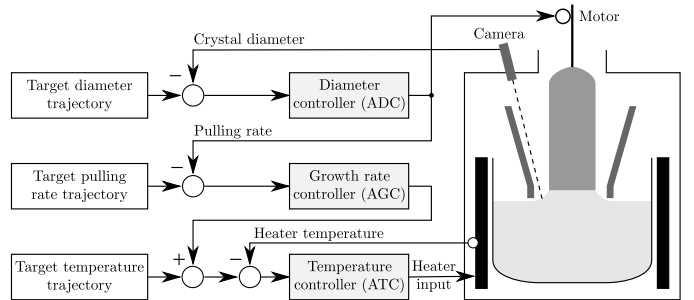 Motor
Camera
Crystal diameter
−
Target diameter
trajectory
Diameter
controller (ADC)
Pulling rate
−
Target pulling
rate trajectory
Growth rate
controller (AGC)
Heater temperature
+
−
Target temperature
trajectory
Temperature
controller (ATC)
Heater
input